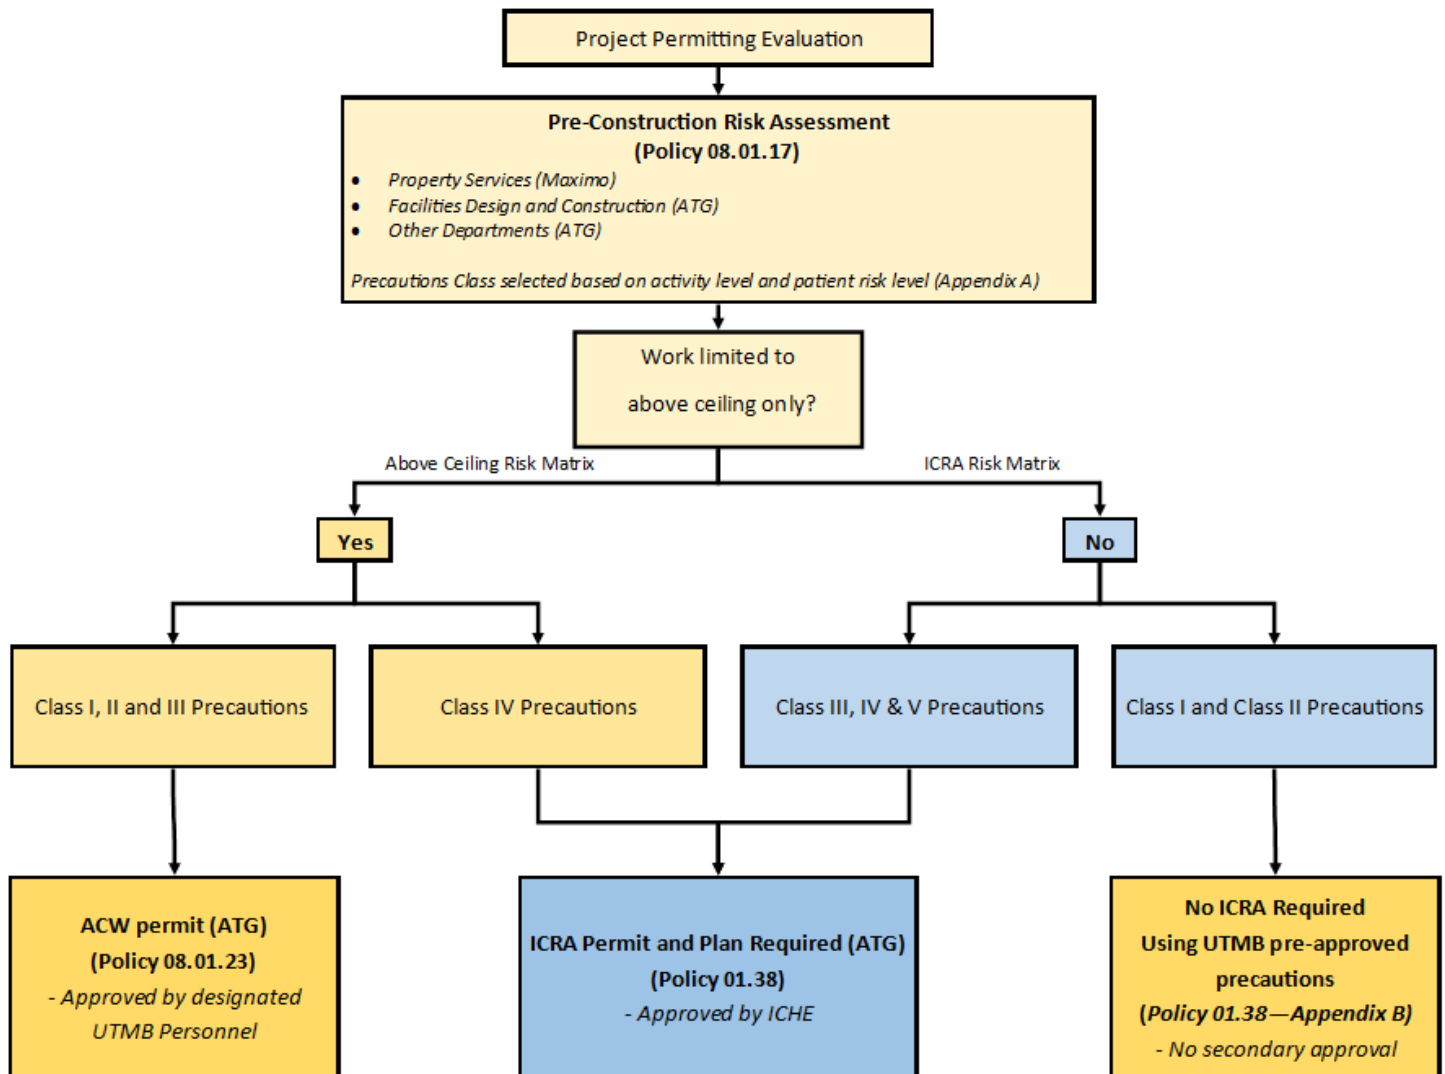 Project Permitting Evaluation
Pre-Construction Risk Assessment
(Policy 08.01.17)
• Property Services (Maximo)
• Facilities Design and Construction (ATG)
• Other Departments (ATG)
Precautions Class selected based on activity level and patient risk level (Appendix A)
Work limited to
above ceiling only?
Above Ceiling Risk Matrix
ICRA Risk Matrix
Yes
No
Class I, II and III Precautions
Class IV Precautions
Class III, IV & V Precautions
Class I and Class II Precautions
ACW permit (ATG)
(Policy 08.01.23)
- Approved by designated
UTMB Personnel
ICRA Permit and Plan Required (ATG)
(Policy 01.38)
- Approved by ICHE
No ICRA Required
Using UTMB pre-approved
precautions
(Policy 01.38—Appendix B)
- No secondary approval